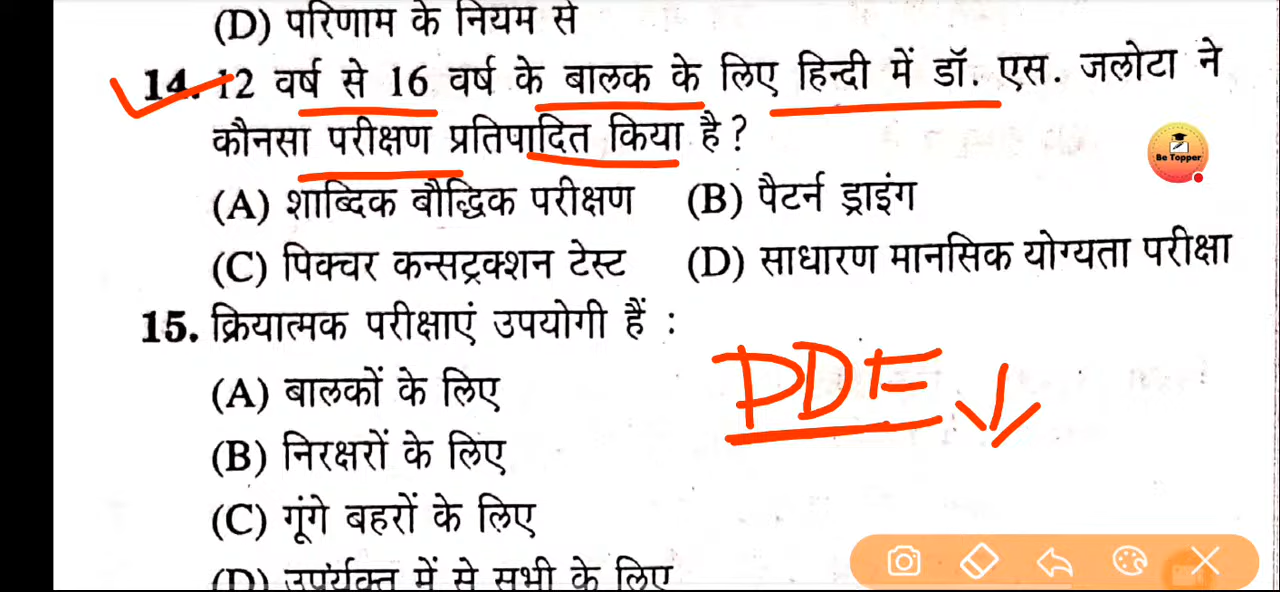 (D) परिणाम के नियम से
14. 12 वर्ष से 16 वर्ष के बालक के लिए हिन्दी में डॉ. एस. जलोटा ने
कौनसा परीक्षण प्रतिपादित किया है ?
Be Topper
(A) शाब्दिक बौद्धिक परीक्षण (B) पैटर्न ड्राइंग
(C) पिक्चर कन्सट्रक्शन टेस्ट (D) साधारण मानसिक योग्यता परीक्षा
15. क्रियात्मक परीक्षाएं उपयोगी हैं :
PDF
(A) बालकों के लिए
(B) निरक्षरों के लिए
(C) गूंगे बहरों के लिए
(D) उपर्युक्त में से सभी के लिए